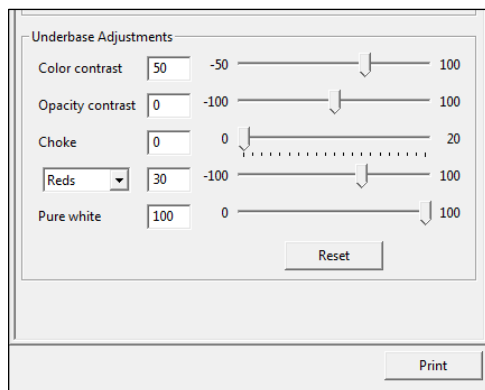 Underbase Adjustments
Color contrast 50 -50 100
Opacity contrast 0 -100 100
Choke 0 0 20
Reds 30 -100 100
Pure white 100 0 100
Reset
Print